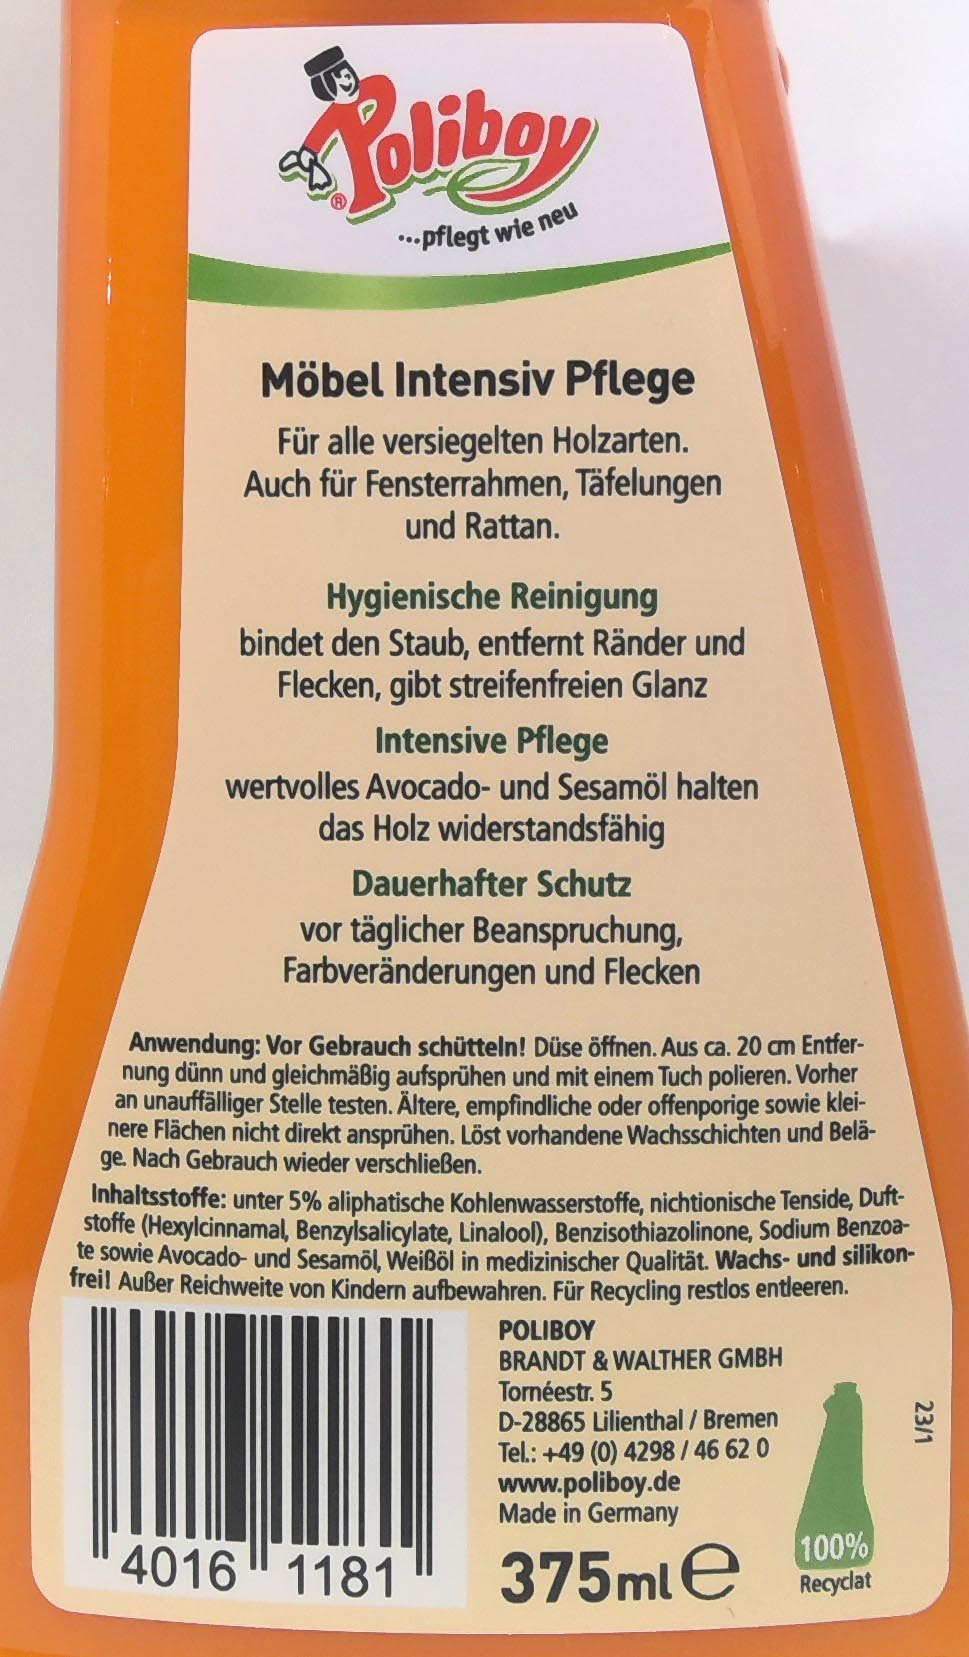 Poliboy
®
...pflegt wie neu
Möbel Intensiv Pflege
Für alle versiegelten Holzarten.
Auch für Fensterrahmen, Täfelungen
und Rattan.
Hygienische Reinigung
bindet den Staub, entfernt Ränder und
Flecken, gibt streifenfreien Glanz
Intensive Pflege
wertvolles Avocado- und Sesamöl halten
das Holz widerstandsfähig
Dauerhafter Schutz
vor täglicher Beanspruchung,
Farbveränderungen und Flecken
Anwendung: Vor Gebrauch schütteln! Düse öffnen. Aus ca. 20 cm Entfer-
nung dünn und gleichmäßig aufsprühen und mit einem Tuch polieren. Vorher
an unauffälliger Stelle testen. Ältere, empfindliche oder offenporige sowie klei-
nere Flächen nicht direkt ansprühen. Löst vorhandene Wachsschichten und Belä-
ge. Nach Gebrauch wieder verschließen.
Inhaltsstoffe: unter 5% aliphatische Kohlenwasserstoffe, nichtionische Tenside, Duft-
stoffe (Hexylcinnamal, Benzylsalicylate, Linalool), Benzisothiazolinone, Sodium Benzoa-
te sowie Avocado- und Sesamöl, Weißöl in medizinischer Qualität. Wachs- und silikon-
frei! Außer Reichweite von Kindern aufbewahren. Für Recycling restlos entleeren.
POLIBOY
BRANDT & WALTHER GMBH
Tornéestr. 5
D-28865 Lilienthal / Bremen
Tel.: +49 (0) 4298 / 46 62 0
www.poliboy.de
Made in Germany
375ml e
4016 1181
100%
Recyclat
23/1